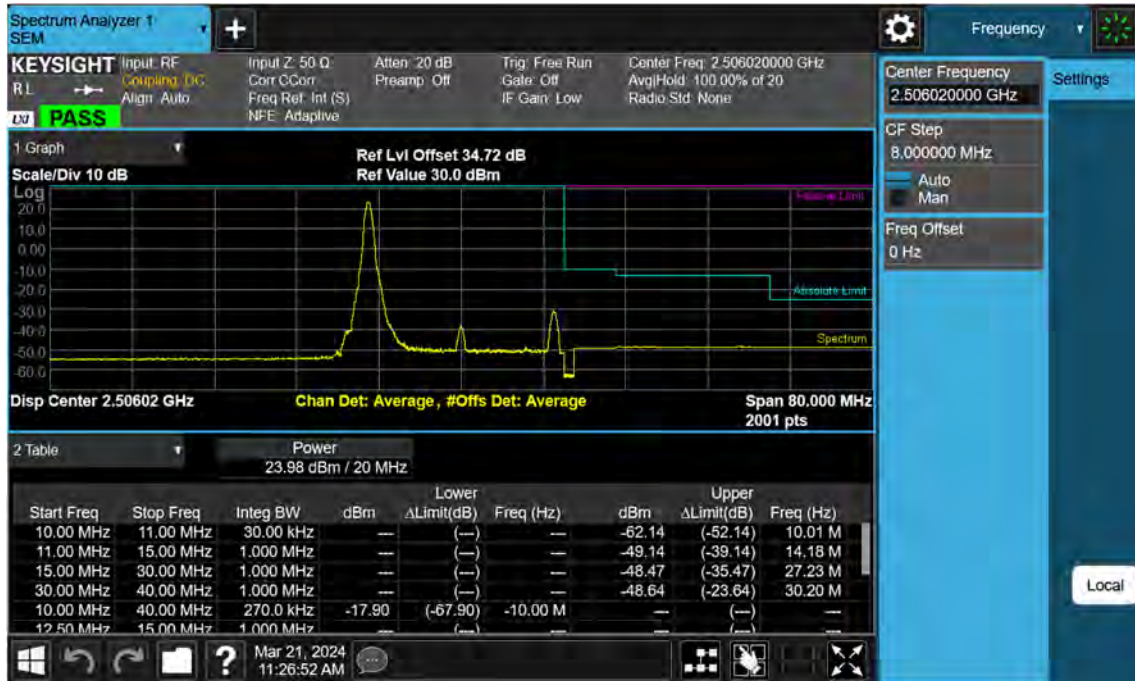 Spectrum Analyzer 1
SEM
Frequency
KEYSIGHT
Input: RF
Coupling: DC
Align: Auto
Input Z: 50 Ω
Corr CCorr
Freq Ref: Int (S)
NFE: Adaptive
Atten: 20 dB
Preamp: Off
Trig: Free Run
Gate: Off
IF Gain: Low
Center Freq: 2.506020000 GHz
Avg|Hold: 100.00% of 20
Radio Std: None
R L
LXI
PASS
Center Frequency
2.506020000 GHz
Settings
CF Step
8.000000 MHz
Auto
Man
Freq Offset
0 Hz
Local
1 Graph
Scale/Div 10 dB
Ref Lvl Offset 34.72 dB
Ref Value 30.0 dBm
Log
20.0
10.0
0.00
-10.0
-20.0
-30.0
-40.0
-50.0
-60.0
Relative Limit
Absolute Limit
Spectrum
Disp Center 2.50602 GHz
Chan Det: Average, #Offs Det: Average
Span 80.000 MHz
2001 pts
2 Table
Power
23.98 dBm / 20 MHz
Lower Upper
Start Freq Stop Freq Integ BW dBm ΔLimit(dB) Freq (Hz) dBm ΔLimit(dB) Freq (Hz)
10.00 MHz 11.00 MHz 30.00 kHz --- (---) --- -62.14 (-52.14) 10.01 M
11.00 MHz 15.00 MHz 1.000 MHz --- (---) --- -49.14 (-39.14) 14.18 M
15.00 MHz 30.00 MHz 1.000 MHz --- (---) --- -48.47 (-35.47) 27.23 M
30.00 MHz 40.00 MHz 1.000 MHz --- (---) --- -48.64 (-23.64) 30.20 M
10.00 MHz 40.00 MHz 270.0 kHz -17.90 (-67.90) -10.00 M --- (---) ---
12.50 MHz 15.00 MHz 1.000 MHz --- (---) --- --- (---) ---
?
Mar 21, 2024
11:26:52 AM